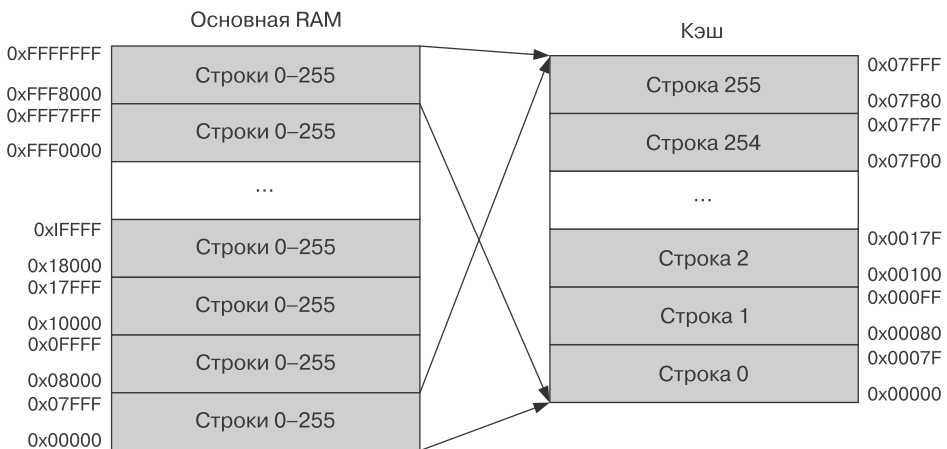 Основная RAM
0xFFFFFFF
Строки 0–255
0xFFF8000
0xFFF7FFF
Строки 0–255
0xFFF0000
...
0xIFFFF
Строки 0–255
0x18000
0x17FFF
Строки 0–255
0x10000
0x0FFFF
Строки 0–255
0x08000
0x07FFF
Строки 0–255
0x00000
Кэш
0x07FFF
Строка 255
0x07F80
0x07F7F
Строка 254
0x07F00
...
0x0017F
Строка 2
0x00100
0x000FF
Строка 1
0x00080
0x0007F
Строка 0
0x00000